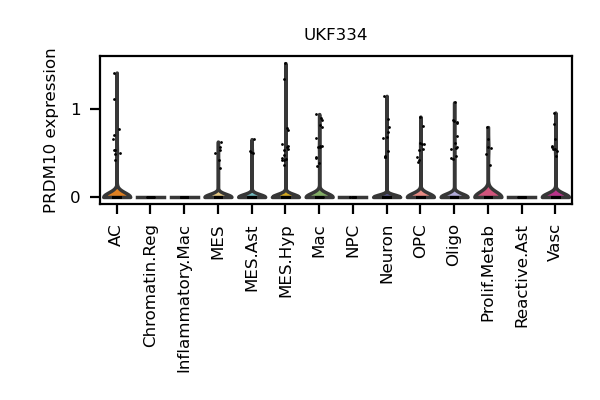 UKF334
PRDM10 expression
1
0
AC
Chromatin.Reg
Inflammatory.Mac
MES
MES.Ast
MES.Hyp
Mac
NPC
Neuron
OPC
Oligo
Prolif.Metab
Reactive.Ast
Vasc